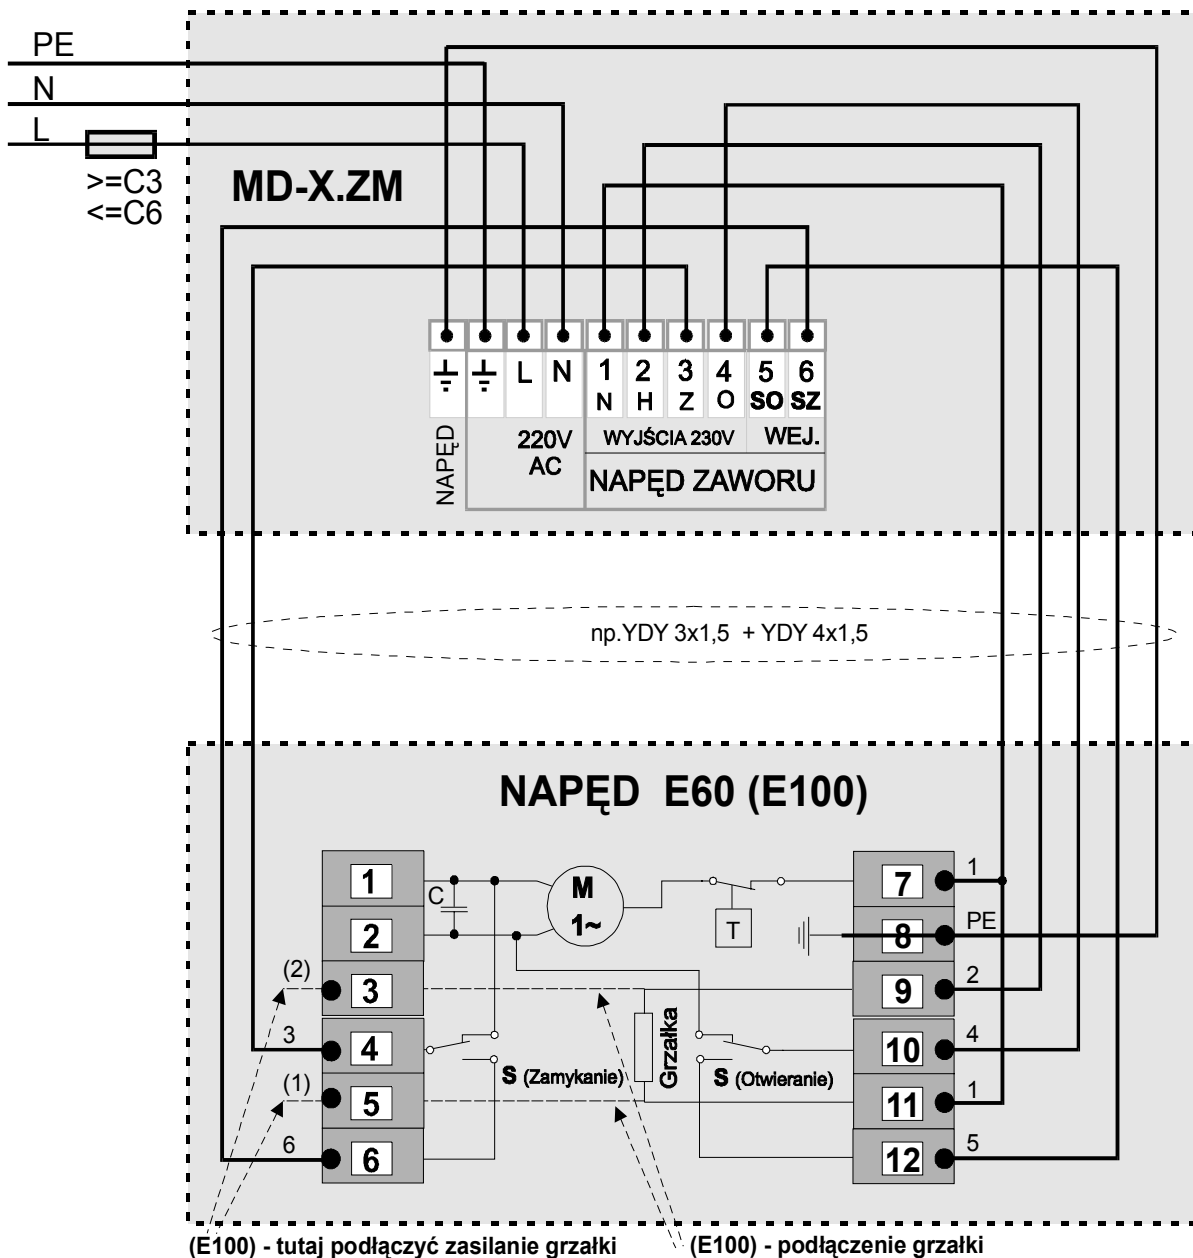 PE
N
L
>=C3
<=C6
MD-X.ZM
L N 1 2 3 4 5 6
N H Z O SO SZ
NAPĘD
220V
AC
WYJŚCIA 230V WEJ.
NAPĘD ZAWORU
np.YDY 3x1,5 + YDY 4x1,5
NAPĘD E60 (E100)
1 C M 7 1
2 1~ T 8 PE
(2) 3 9 2
3 4 10 4
S (Zamykanie) Grzałka S (Otwieranie)
(1) 5 11 1
6 6 12 5
(E100) - tutaj podłączyć zasilanie grzałki
(E100) - podłączenie grzałki